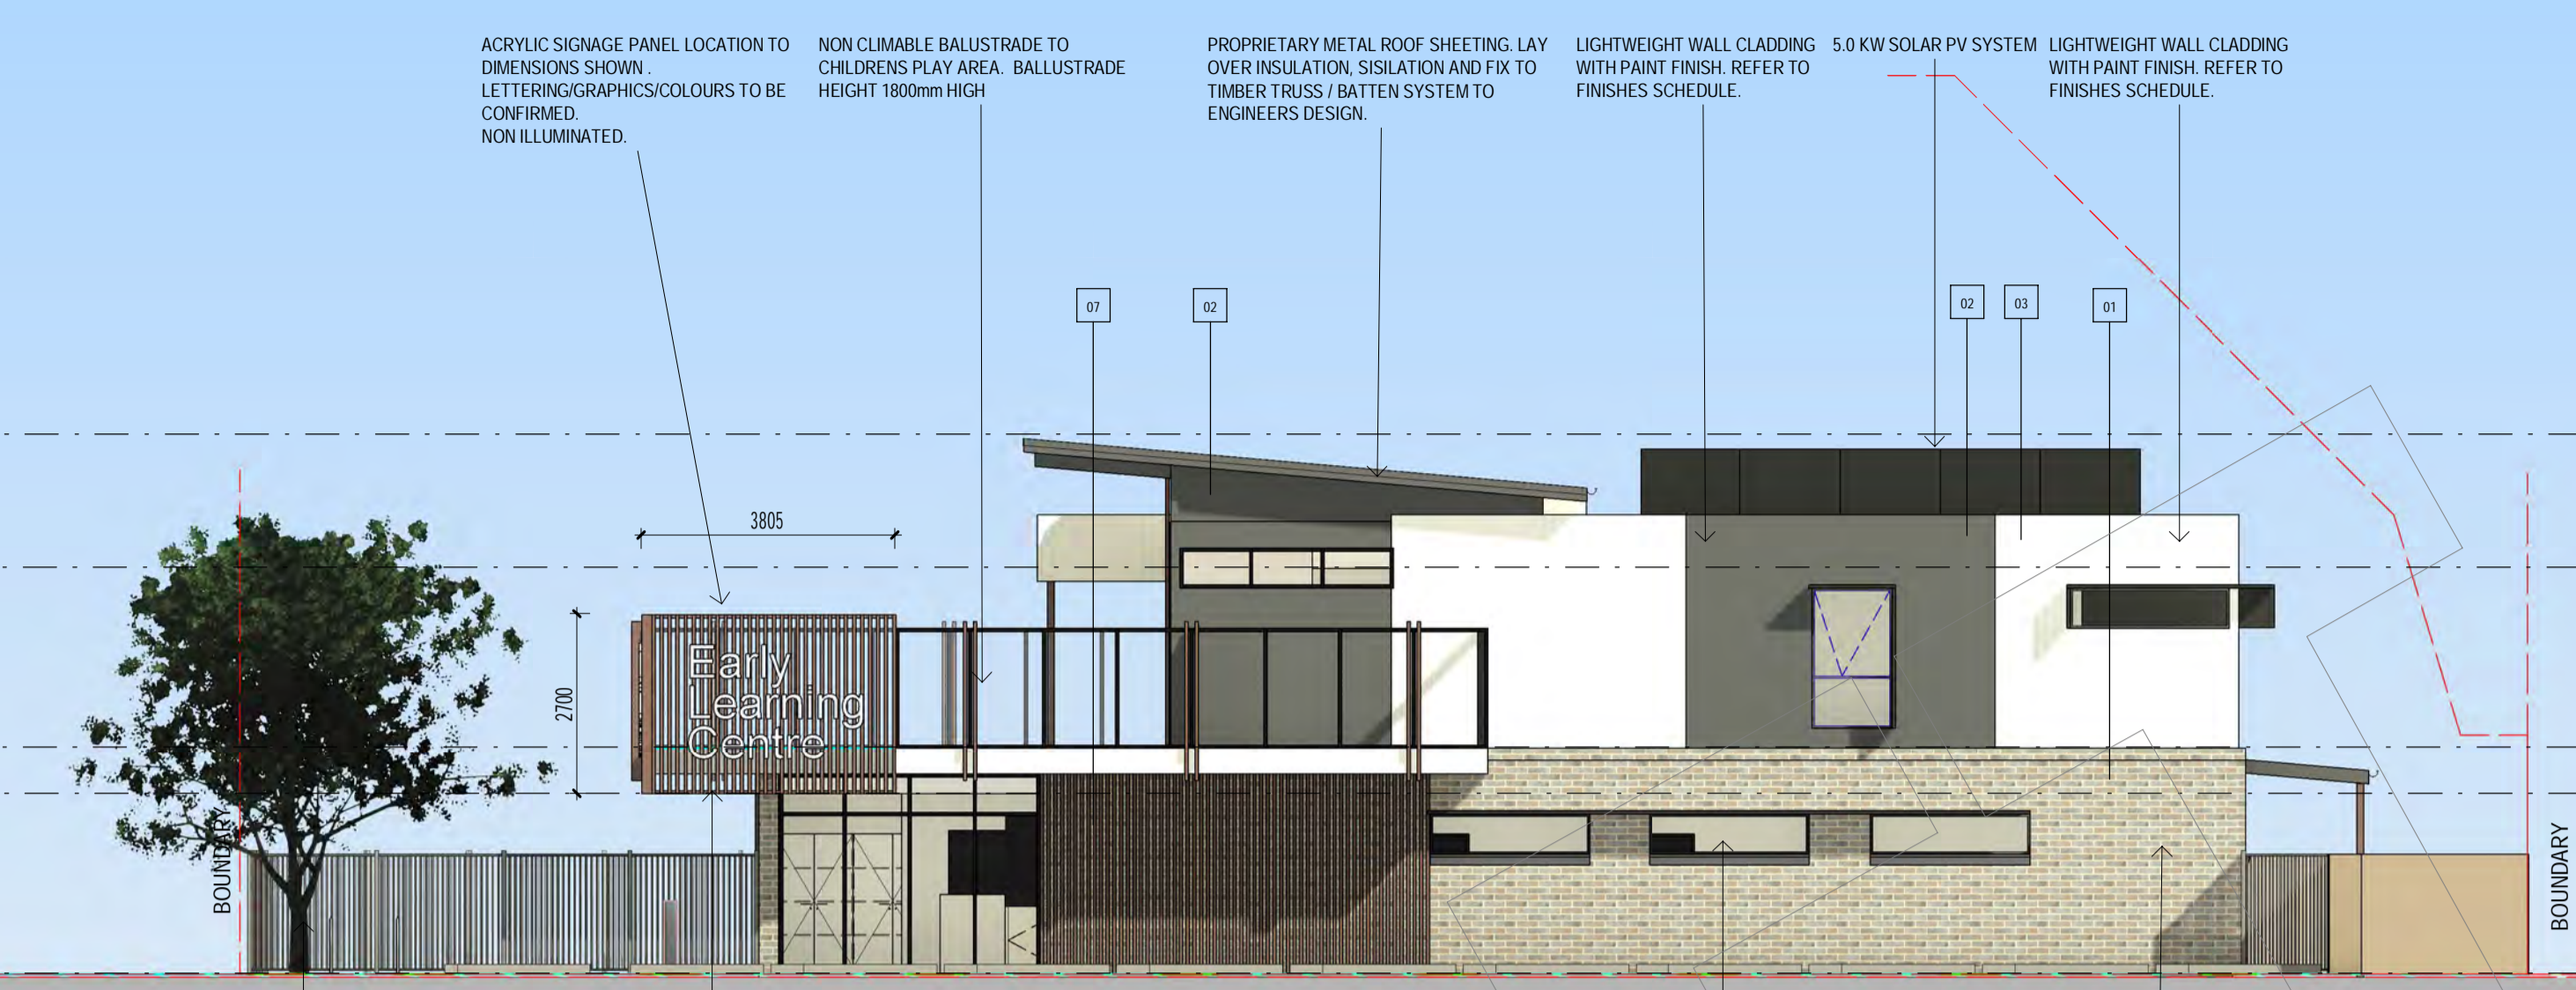 ACRYLIC SIGNAGE PANEL LOCATION TO
DIMENSIONS SHOWN .
LETTERING/GRAPHICS/COLOURS TO BE
CONFIRMED.
NON ILLUMINATED.
NON CLIMABLE BALUSTRADE TO
CHILDRENS PLAY AREA.  BALLUSTRADE
HEIGHT 1800mm HIGH
PROPRIETARY METAL ROOF SHEETING. LAY
OVER INSULATION, SISILATION AND FIX TO
TIMBER TRUSS / BATTEN SYSTEM TO
ENGINEERS DESIGN.
LIGHTWEIGHT WALL CLADDING
WITH PAINT FINISH. REFER TO
FINISHES SCHEDULE.
5.0 KW SOLAR PV SYSTEM
LIGHTWEIGHT WALL CLADDING
WITH PAINT FINISH. REFER TO
FINISHES SCHEDULE.
07
02
02
03
01
3805
2700
Early
Learning
Centre
BOUNDARY
BOUNDARY